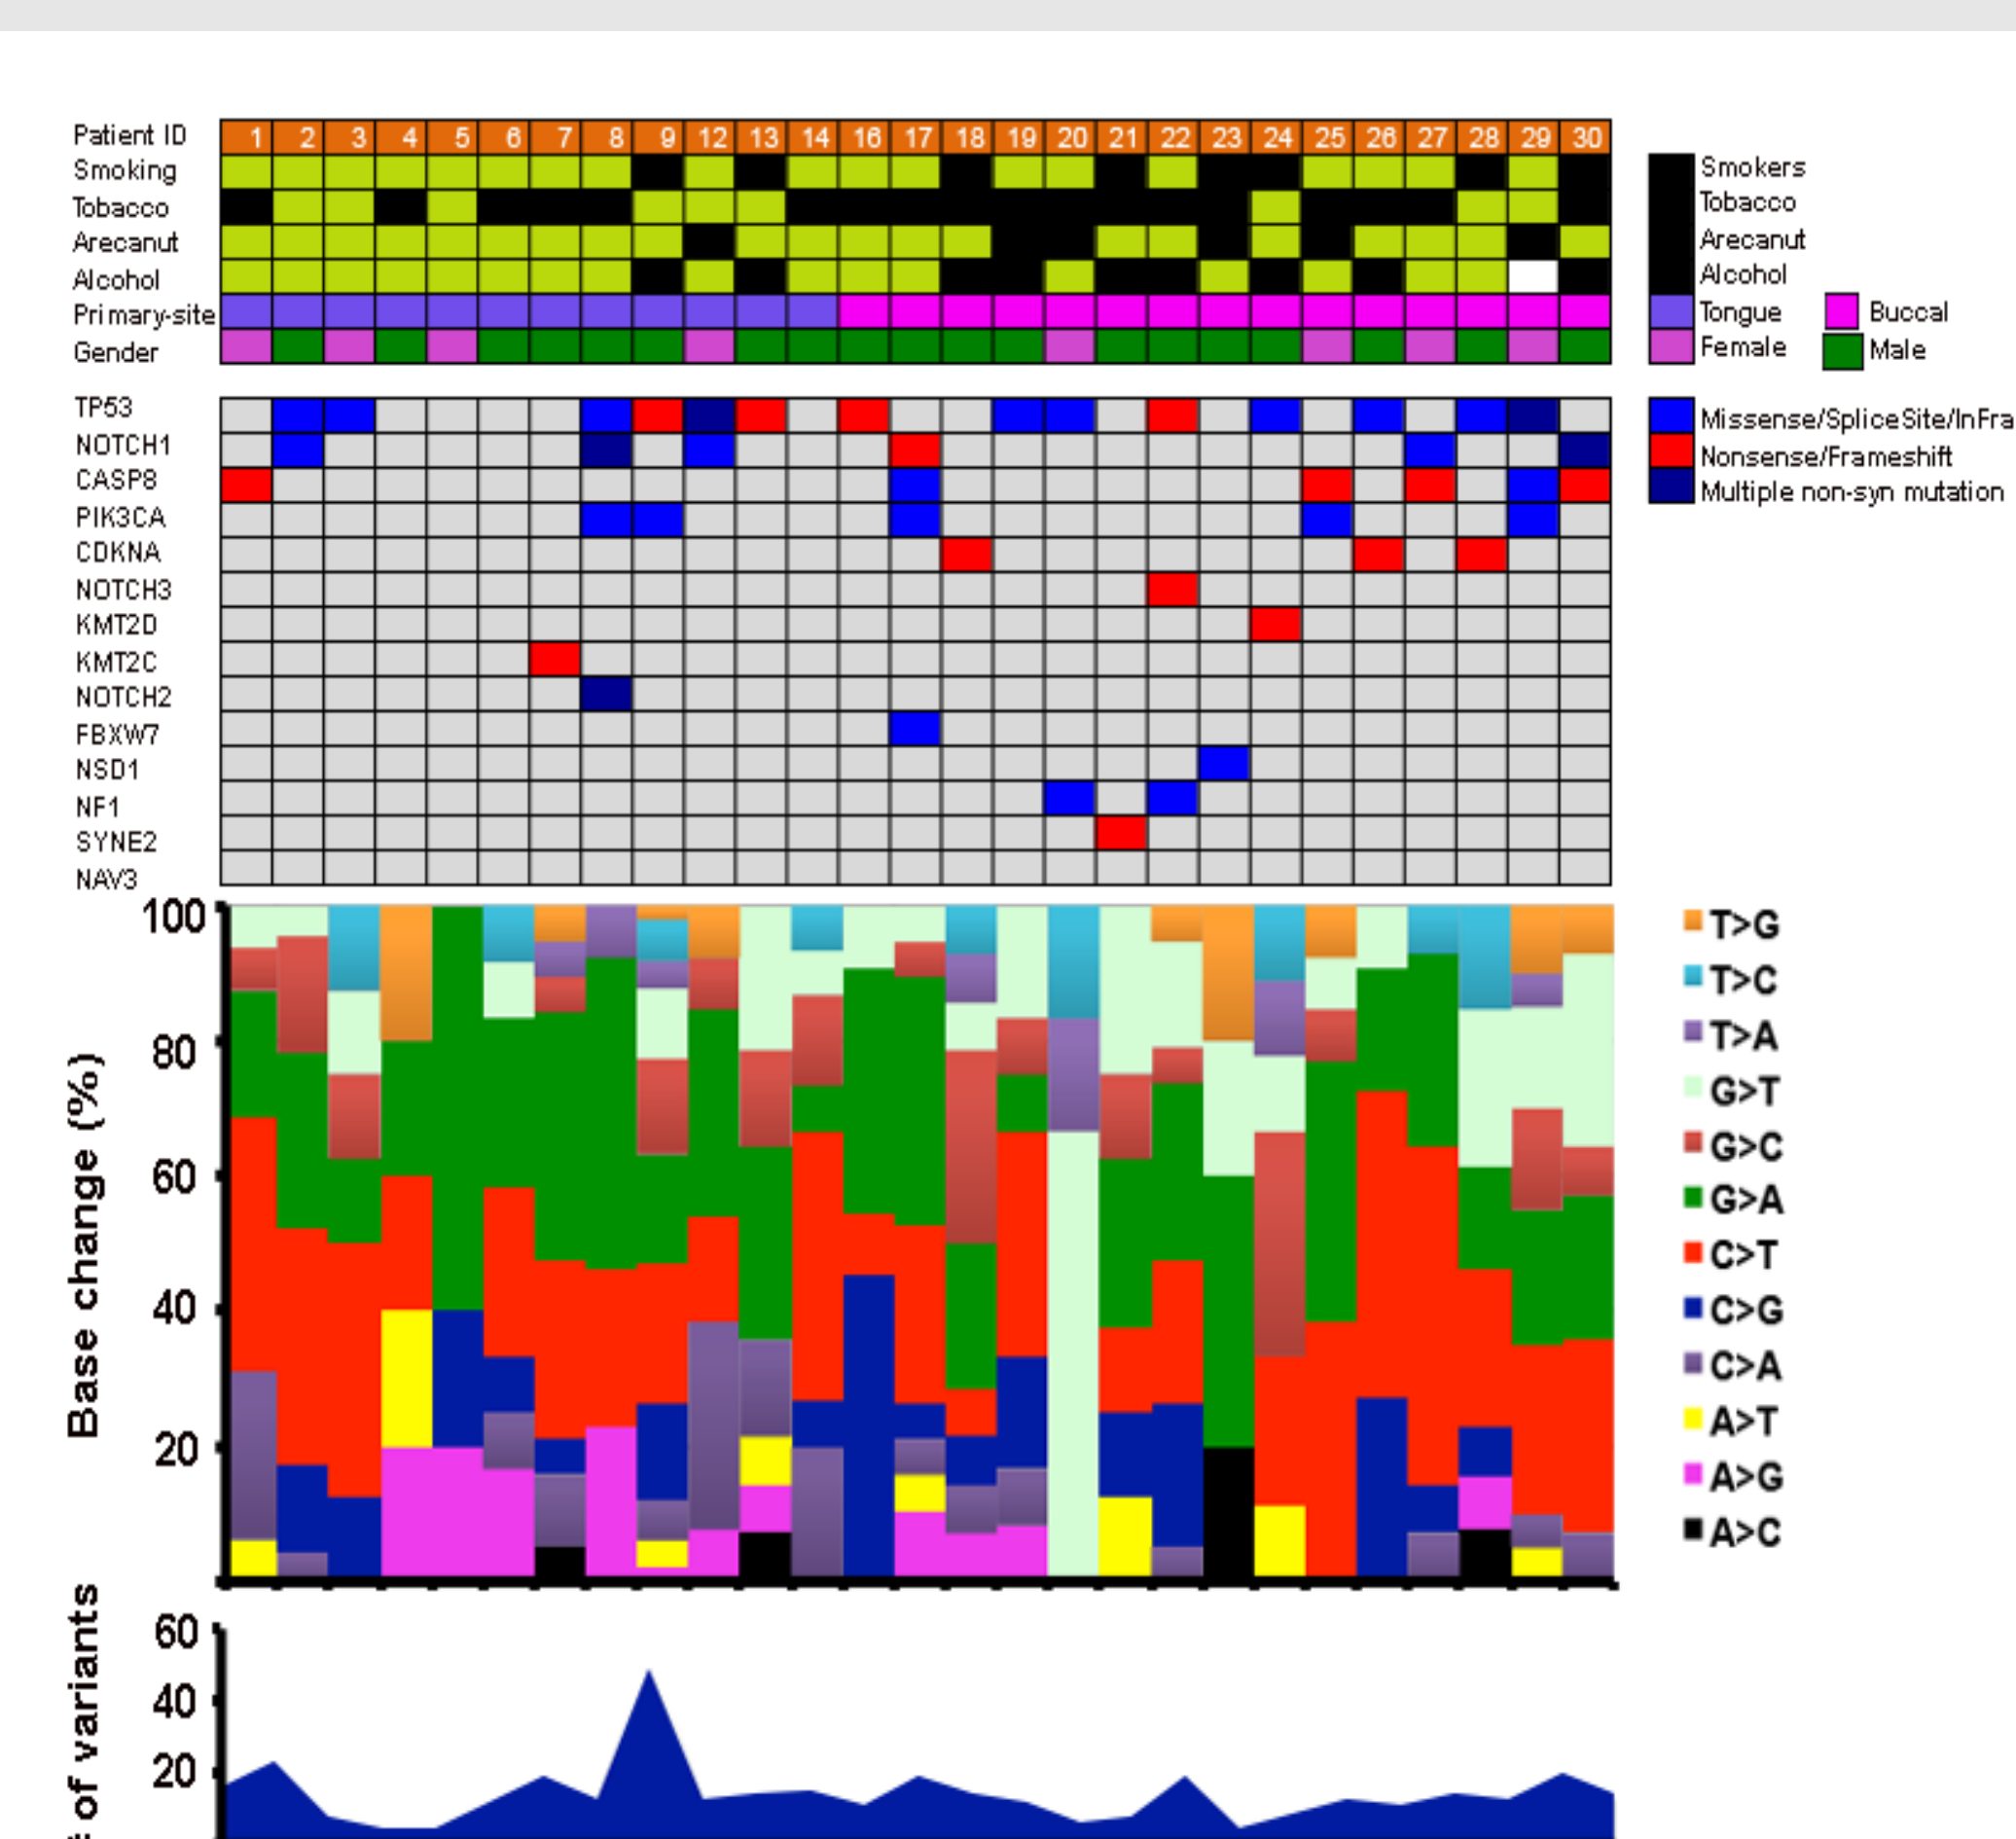 Patient ID 1 2 3 4 5 6 7 8 9 12 13 14 16 17 18 19 20 21 22 23 24 25 26 27 28 29 30
Smoking Smokers
Tobacco Tobacco
Arecanut Arecanut
Alcohol Alcohol
Primary-site Tongue Buccal
Gender Female Male
TP53 Missense/SpliceSite/InFra
NOTCH1 Nonsense/Frameshift
CASP8 Multiple non-syn mutation
PIK3CA
CDKNA
NOTCH3
KMT2D
KMT2C
NOTCH2
FBXW7
NSD1
NF1
SYNE2
NAV3
Base change (%)
100
80
60
40
20
T>G
T>C
T>A
G>T
G>C
G>A
C>T
C>G
C>A
A>T
A>G
A>C
of variants
60
40
20